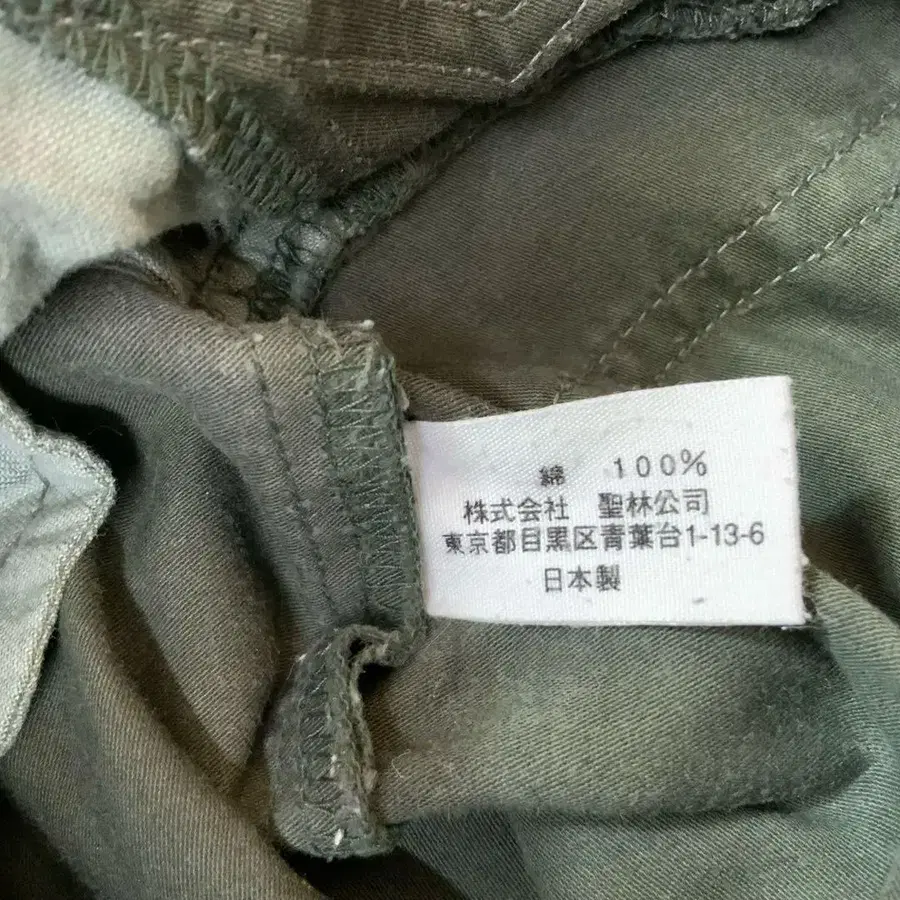 綿 100%
株式会社 聖林公司
東京都目黒区青葉台1-13-6
日本製